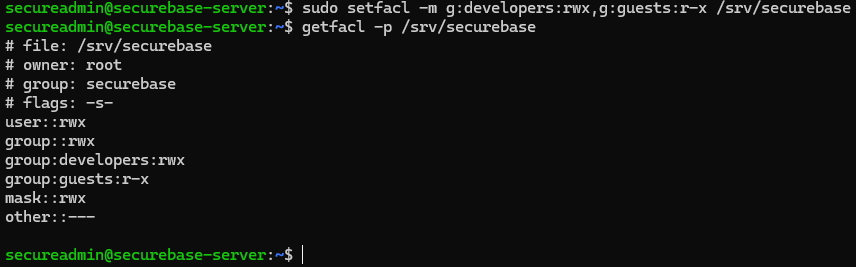 secureadmin@securebase-server:~$ sudo setfacl -m g:developers:rwx,g:guests:r-x /srv/securebase
secureadmin@securebase-server:~$ getfacl -p /srv/securebase
# file: /srv/securebase
# owner: root
# group: securebase
# flags: -s-
user::rwx
group::rwx
group:developers:rwx
group:guests:r-x
mask::rwx
other::---
secureadmin@securebase-server:~$